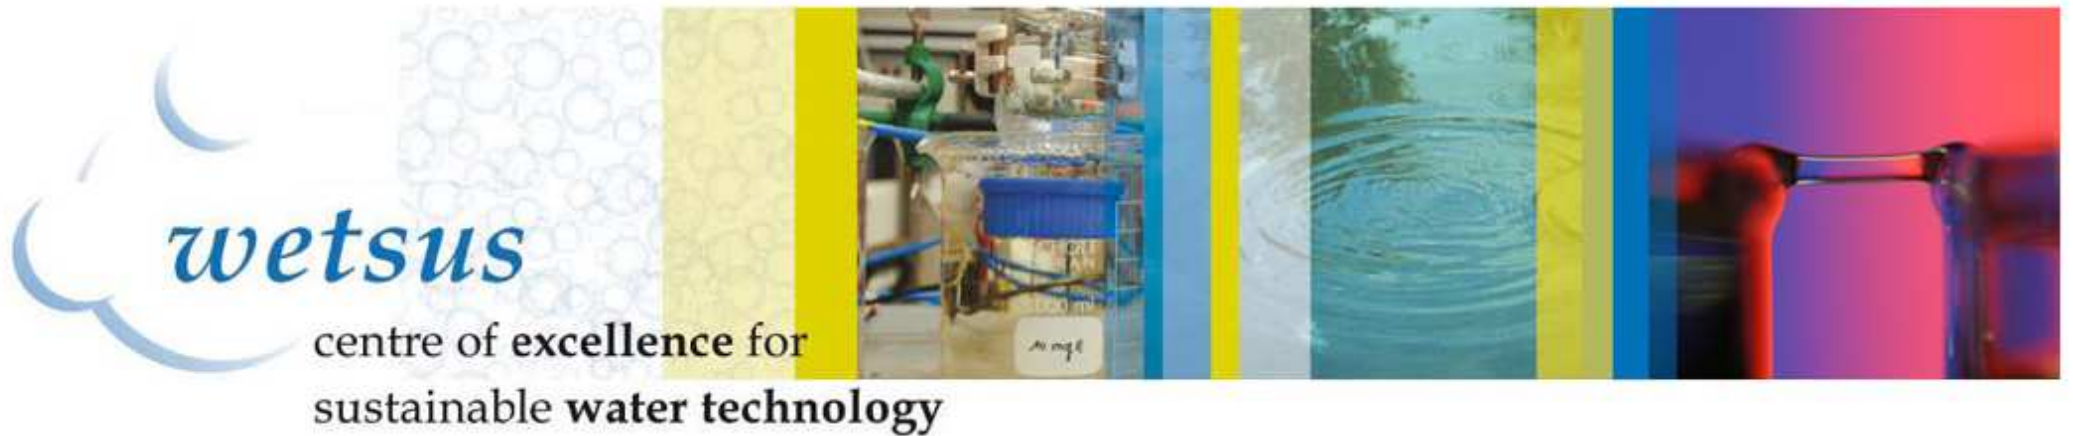 wetsus
centre of excellence for
sustainable water technology